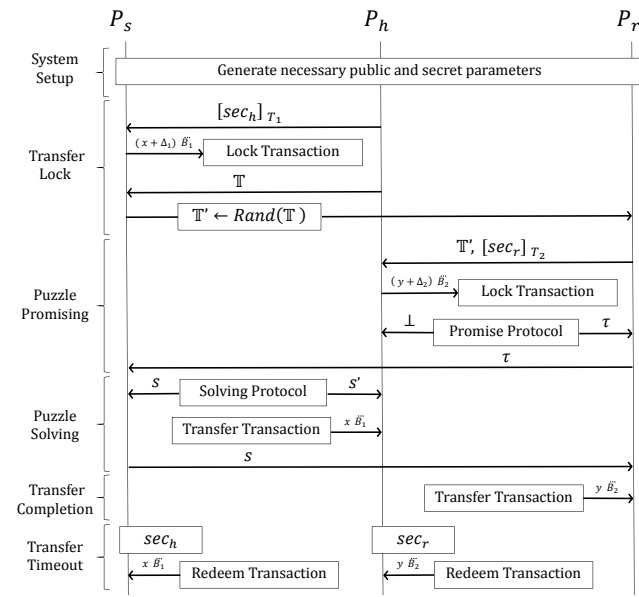 P_s P_h P_r
System
Setup
Generate necessary public and secret parameters
Transfer
Lock
[sec_h] T_1
(x + Δ_1) B̈_1
Lock Transaction
𝕋
𝕋' ← Rand(𝕋)
Puzzle
Promising
𝕋', [sec_r] T_2
(y + Δ_2) B̈_2
Lock Transaction
⊥ Promise Protocol τ
τ
Puzzle
Solving
s Solving Protocol s'
Transfer Transaction x B̈_1
s
Transfer
Completion
Transfer Transaction y B̈_2
Transfer
Timeout
sec_h sec_r
x B̈_1 Redeem Transaction y B̈_2 Redeem Transaction